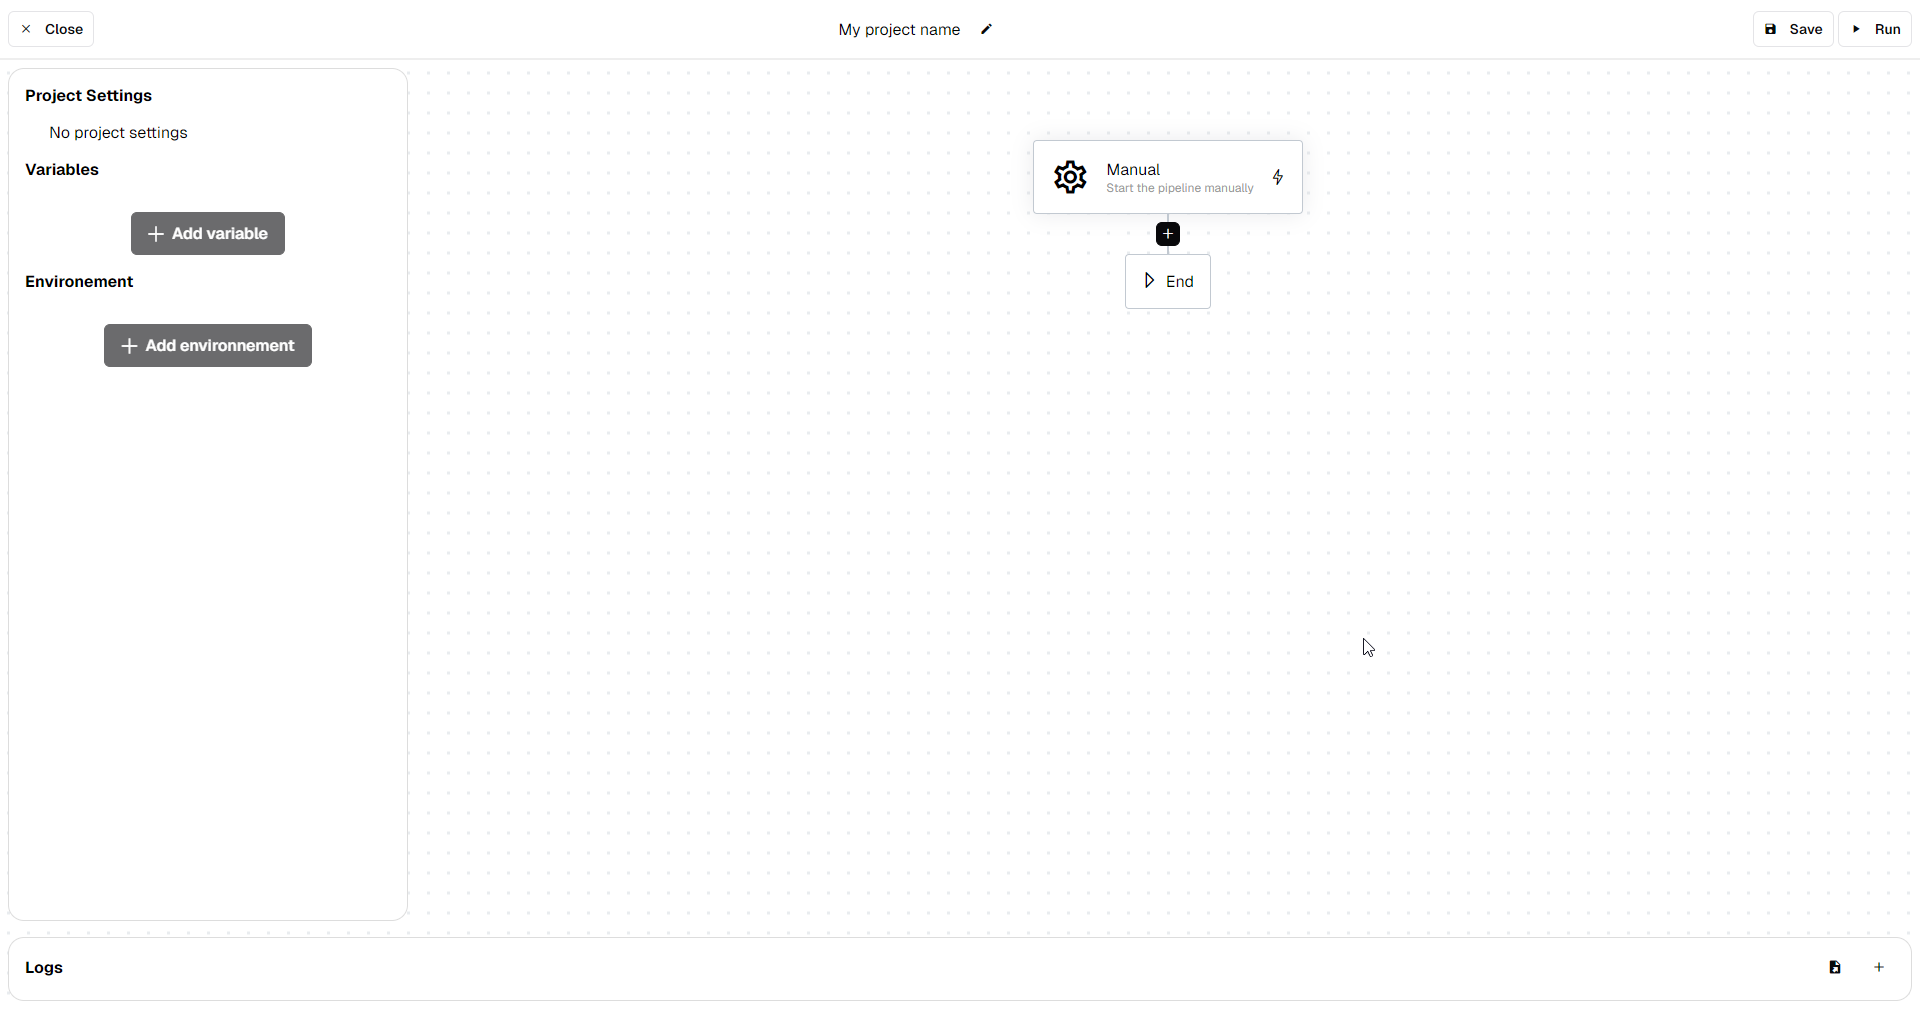 Close
My project name
Save
Run
Project Settings
No project settings
Variables
Add variable
Environement
Add environnement
Manual
Start the pipeline manually
End
Logs